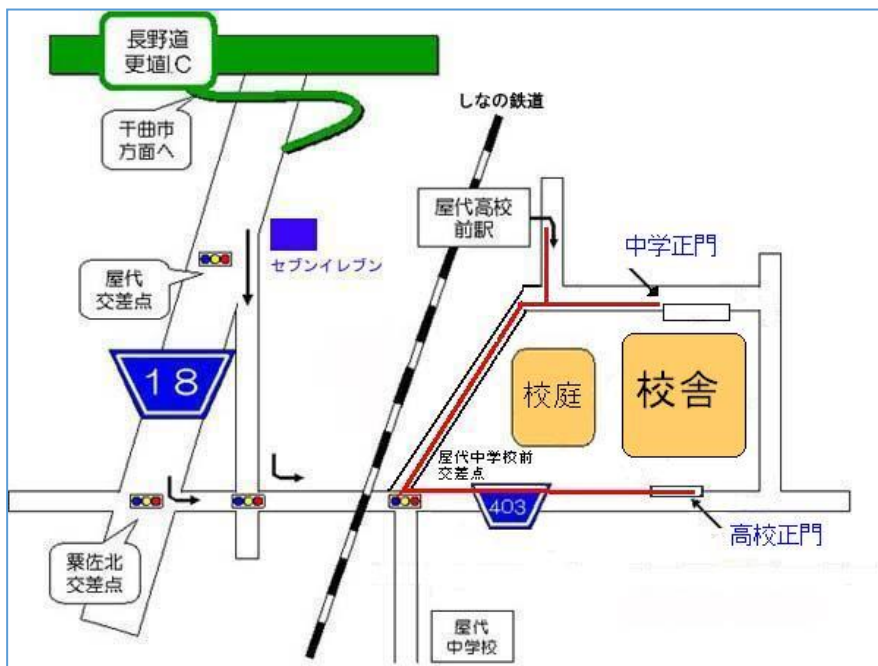 長野道
更埴I.C
千曲市
方面へ
しなの鉄道
屋代高校
前駅
中学正門
セブンイレブン
屋代
交差点
18
校庭
校舎
屋代中学校前
交差点
403
高校正門
粟佐北
交差点
屋代
中学校